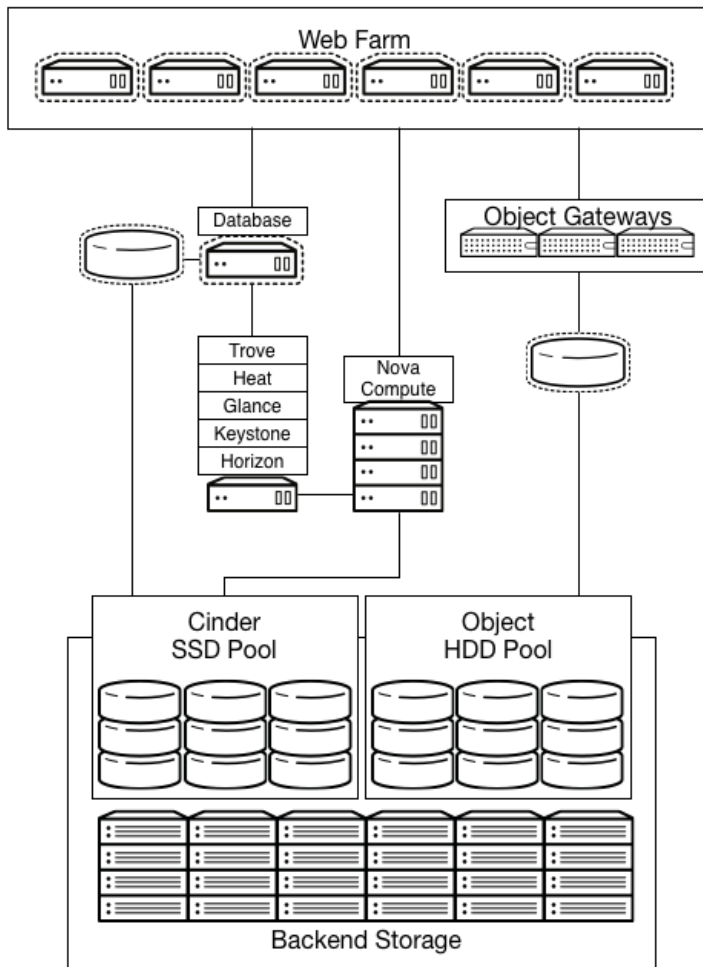 Web Farm
Database
Object Gateways
Trove
Heat
Glance
Keystone
Horizon
Nova
Compute
Cinder
SSD Pool
Object
HDD Pool
Backend Storage